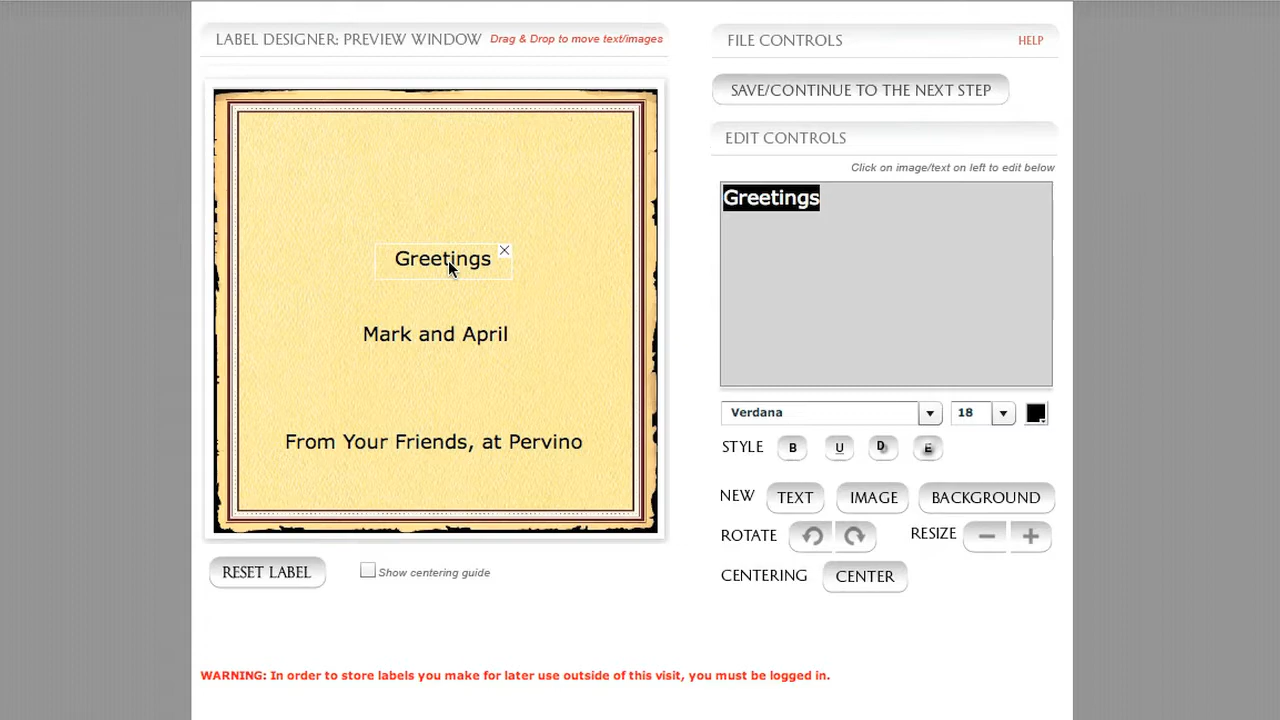 LABEL DESIGNER: PREVIEW WINDOW Drag & Drop to move text/images
Greetings
Mark and April
From Your Friends, at Pervino
RESET LABEL Show centering guide
FILE CONTROLS HELP
SAVE/CONTINUE TO THE NEXT STEP
EDIT CONTROLS
Click on image/text on left to edit below
Greetings
Verdana 18
STYLE B U D E
NEW TEXT IMAGE BACKGROUND
ROTATE RESIZE
CENTERING CENTER
WARNING: In order to store labels you make for later use outside of this visit, you must be logged in.